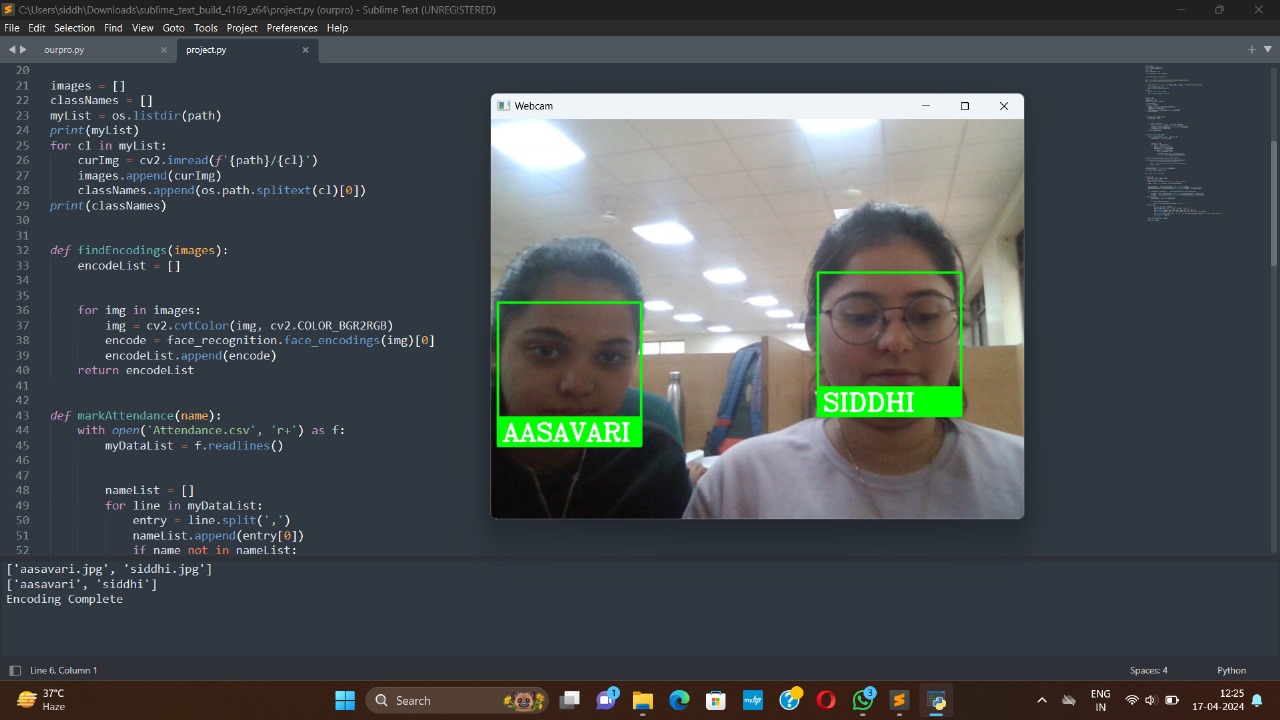 C:\Users\siddh\Downloads\sublime_text_build_4169_x64\project.py (ourpro) - Sublime Text (UNREGISTERED)
File Edit Selection Find View Goto Tools Project Preferences Help
ourpro.py
project.py
20
21 images = []
22 classNames = []
23 myList = os.listdir(path)
24 print(myList)
25 for cl in myList:
26 curImg = cv2.imread(f'{path}/{cl}')
27 images.append(curImg)
28 classNames.append(os.path.splitext(cl)[0])
29 print(classNames)
30
31
32 def findEncodings(images):
33 encodeList = []
34
35
36 for img in images:
37 img = cv2.cvtColor(img, cv2.COLOR_BGR2RGB)
38 encode = face_recognition.face_encodings(img)[0]
39 encodeList.append(encode)
40 return encodeList
41
42
43 def markAttendance(name):
44 with open('Attendance.csv', 'r+') as f:
45 myDataList = f.readlines()
46
47
48 nameList = []
49 for line in myDataList:
50 entry = line.split(',')
51 nameList.append(entry[0])
52 if name not in nameList:
Webcam
AASAVARI
SIDDHI
['aasavari.jpg', 'siddhi.jpg']
['aasavari', 'siddhi']
Encoding Complete
Line 6, Column 1
Spaces: 4
Python
37°C
Haze
Search
1
3
ENG
IN
12:25
17-04-2024